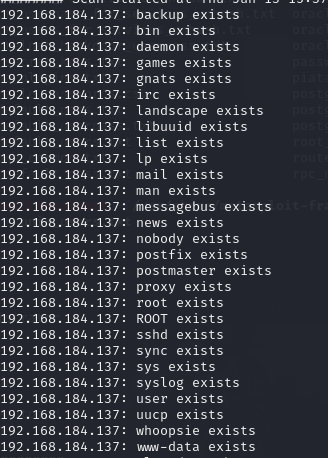 ######## Scan started at Thu Jun 15 15:37
192.168.184.137: backup exists
192.168.184.137: bin exists
192.168.184.137: daemon exists
192.168.184.137: games exists
192.168.184.137: gnats exists
192.168.184.137: irc exists
192.168.184.137: landscape exists
192.168.184.137: libuuid exists
192.168.184.137: list exists
192.168.184.137: lp exists
192.168.184.137: mail exists
192.168.184.137: man exists
192.168.184.137: messagebus exists
192.168.184.137: news exists
192.168.184.137: nobody exists
192.168.184.137: postfix exists
192.168.184.137: postmaster exists
192.168.184.137: proxy exists
192.168.184.137: root exists
192.168.184.137: ROOT exists
192.168.184.137: sshd exists
192.168.184.137: sync exists
192.168.184.137: sys exists
192.168.184.137: syslog exists
192.168.184.137: user exists
192.168.184.137: uucp exists
192.168.184.137: whoopsie exists
192.168.184.137: www-data exists